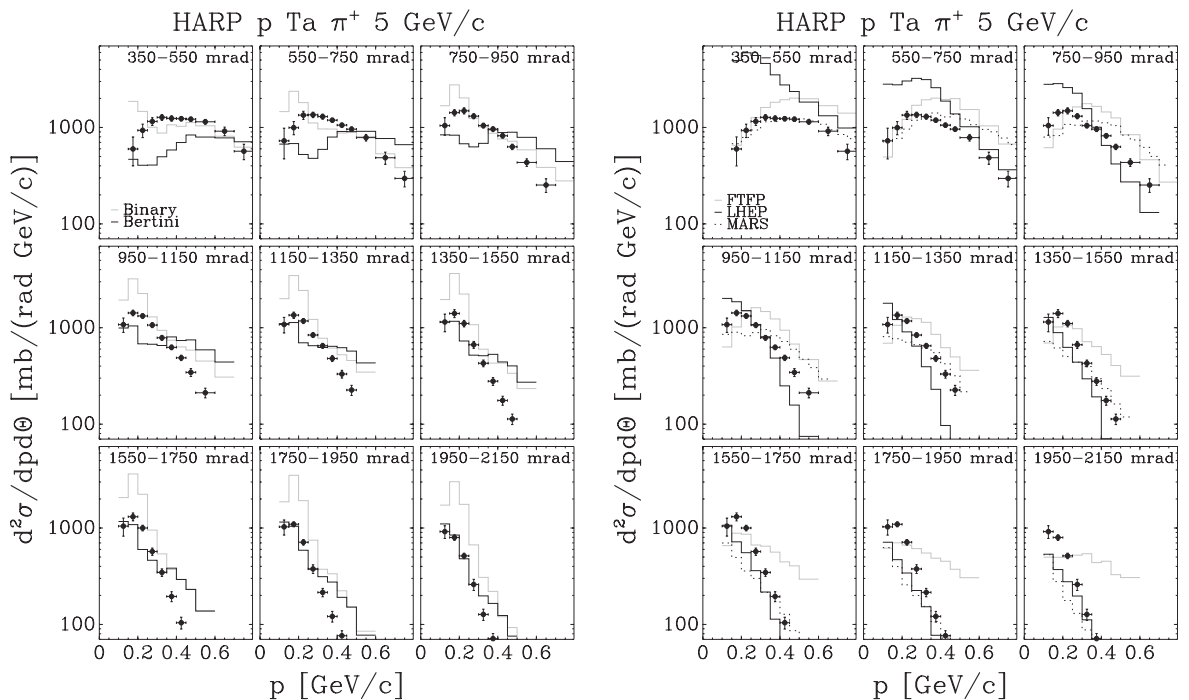 HARP p Ta π⁺ 5 GeV/c
d²σ/dpdΘ [mb/(rad GeV/c)]
350−550 mrad
550−750 mrad
750−950 mrad
1000
100
Binary
Bertini
950−1150 mrad
1150−1350 mrad
1350−1550 mrad
1000
100
1550−1750 mrad
1750−1950 mrad
1950−2150 mrad
1000
100
0 0.2 0.4 0.6 0 0.2 0.4 0.6 0 0.2 0.4 0.6
p [GeV/c]
HARP p Ta π⁺ 5 GeV/c
d²σ/dpdΘ [mb/(rad GeV/c)]
350−550 mrad
550−750 mrad
750−950 mrad
1000
100
FTFP
LHEP
MARS
950−1150 mrad
1150−1350 mrad
1350−1550 mrad
1000
100
1550−1750 mrad
1750−1950 mrad
1950−2150 mrad
1000
100
0 0.2 0.4 0.6 0 0.2 0.4 0.6 0 0.2 0.4 0.6
p [GeV/c]